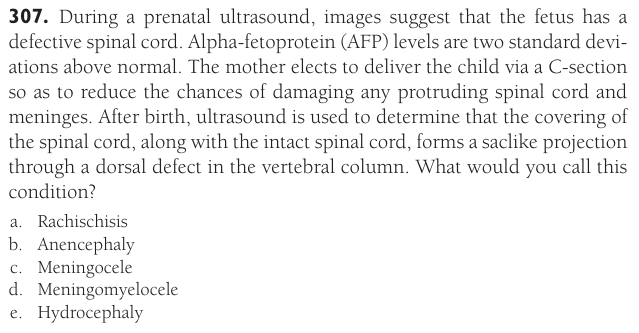 307. During a prenatal ultrasound, images suggest that the fetus has a
defective spinal cord. Alpha-fetoprotein (AFP) levels are two standard devi-
ations above normal. The mother elects to deliver the child via a C-section
so as to reduce the chances of damaging any protruding spinal cord and
meninges. After birth, ultrasound is used to determine that the covering of
the spinal cord, along with the intact spinal cord, forms a saclike projection
through a dorsal defect in the vertebral column. What would you call this
condition?
a. Rachischisis
b. Anencephaly
c. Meningocele
d. Meningomyelocele
e. Hydrocephaly